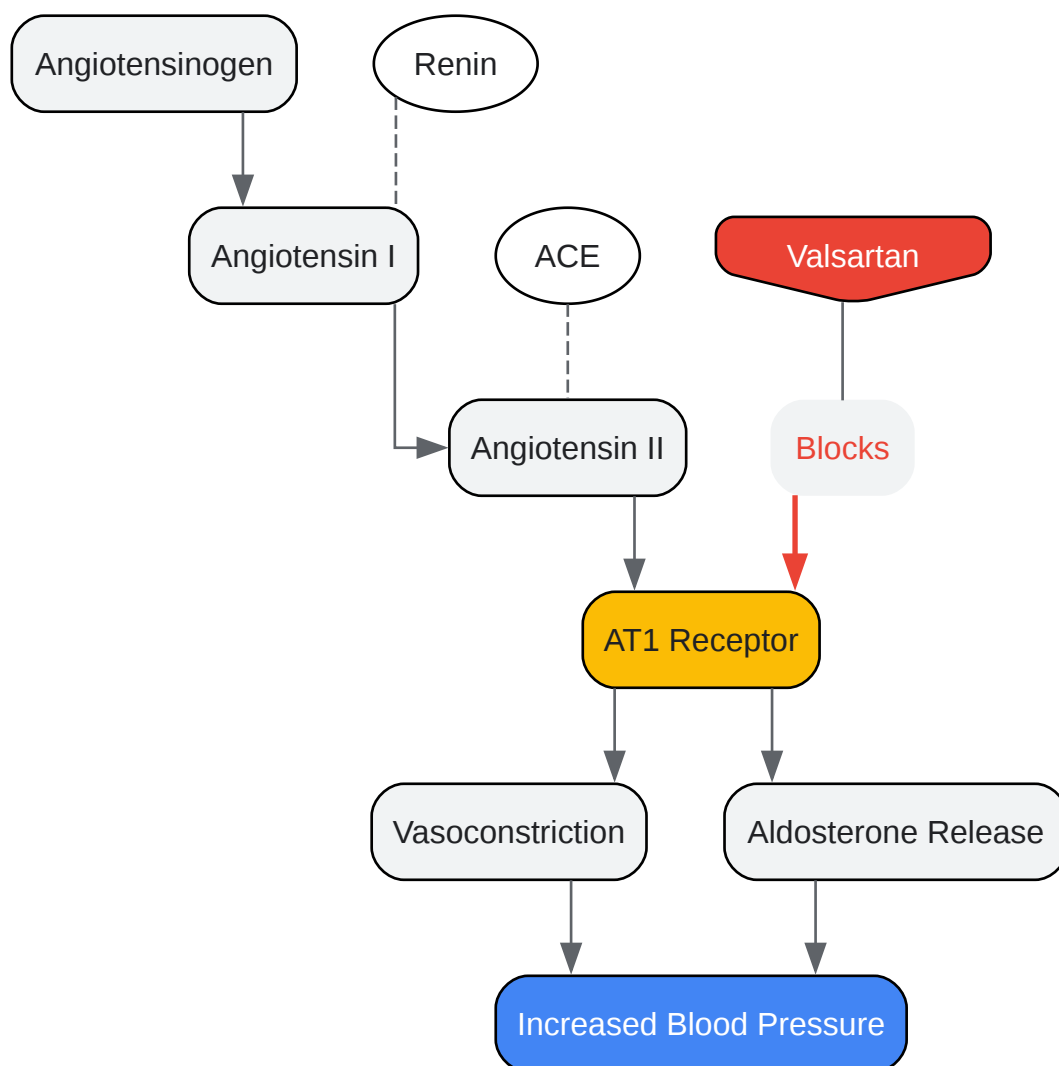 Angiotensinogen
Renin
Angiotensin I
ACE
Valsartan
Angiotensin II
Blocks
AT1 Receptor
Vasoconstriction
Aldosterone Release
Increased Blood Pressure